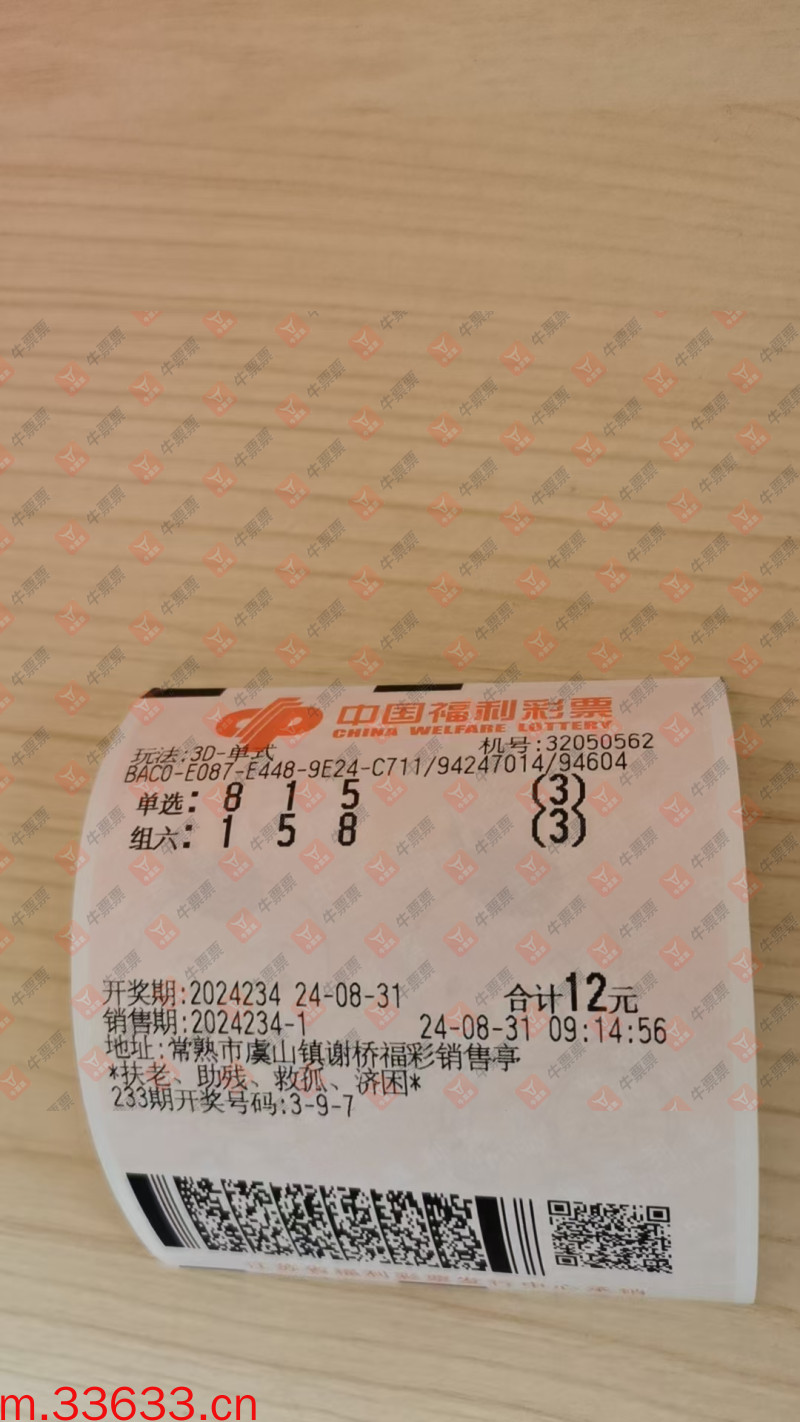 中国福利彩票
CHINA WELFARE LOTTERY
玩法:3D-单式 机号:32050562
BAC0-E087-E448-9E24-C711/94247014/94604
单选: 8 1 5 (3)
组六: 1 5 8 (3)
开奖期:2024234 24-08-31 合计12元
销售期:2024234-1 24-08-31 09:14:56
地址:常熟市虞山镇谢桥福彩销售亭
*扶老、助残、救孤、济困*
233期开奖号码:3-9-7
牛票票
m.33633.cn